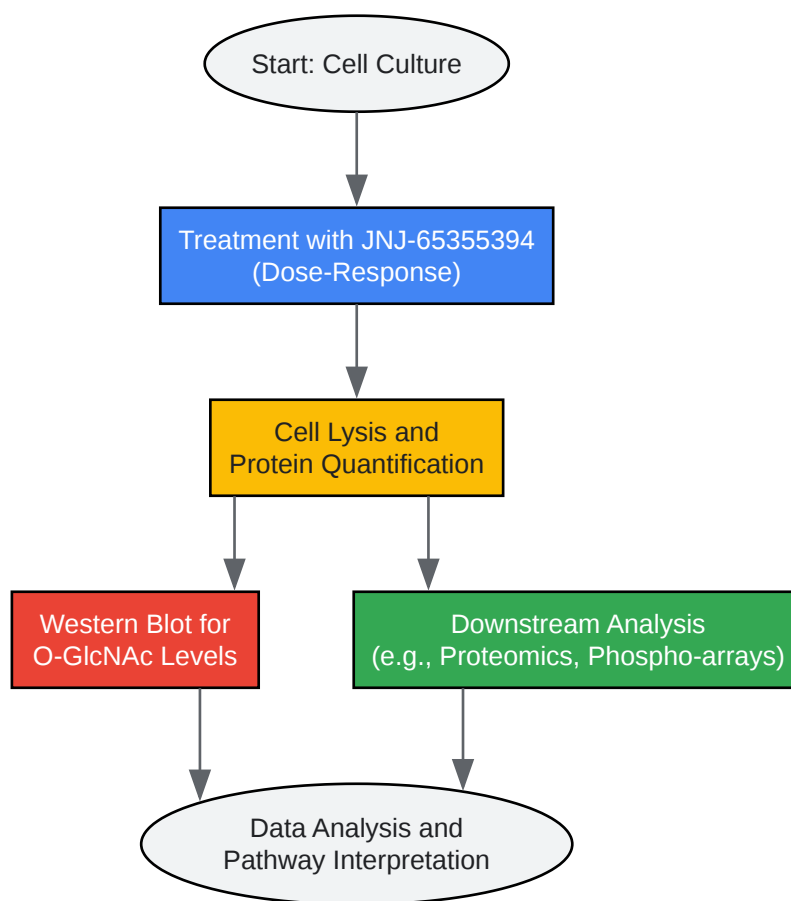 Start: Cell Culture
Treatment with JNJ-65355394
(Dose-Response)
Cell Lysis and
Protein Quantification
Western Blot for
O-GlcNAc Levels
Downstream Analysis
(e.g., Proteomics, Phospho-arrays)
Data Analysis and
Pathway Interpretation